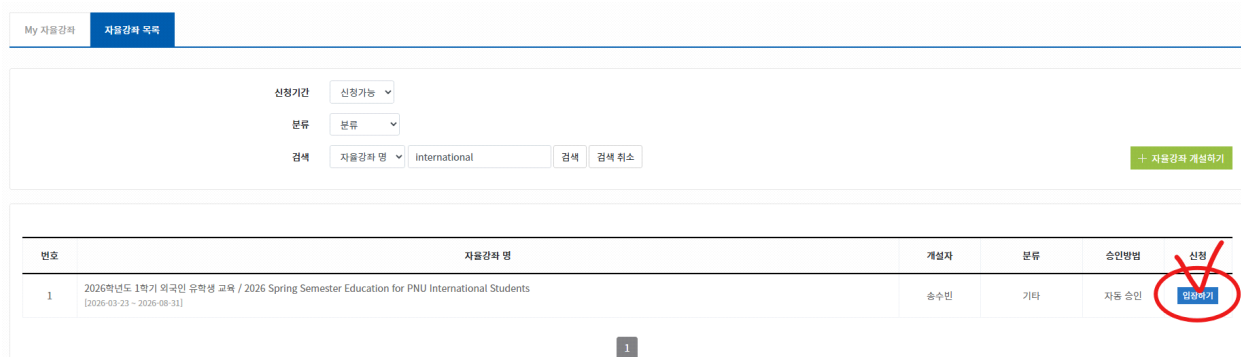 My 자율강좌 자율강좌 목록
신청기간 신청가능
분류 분류
검색 자율강좌 명 international 검색 검색 취소
+ 자율강좌 개설하기
번호 자율강좌 명 개설자 분류 승인방법 신청
1 2026학년도 1학기 외국인 유학생 교육 / 2026 Spring Semester Education for PNU International Students 송수빈 기타 자동 승인 입장하기
[2026-03-23 ~ 2026-08-31]
1